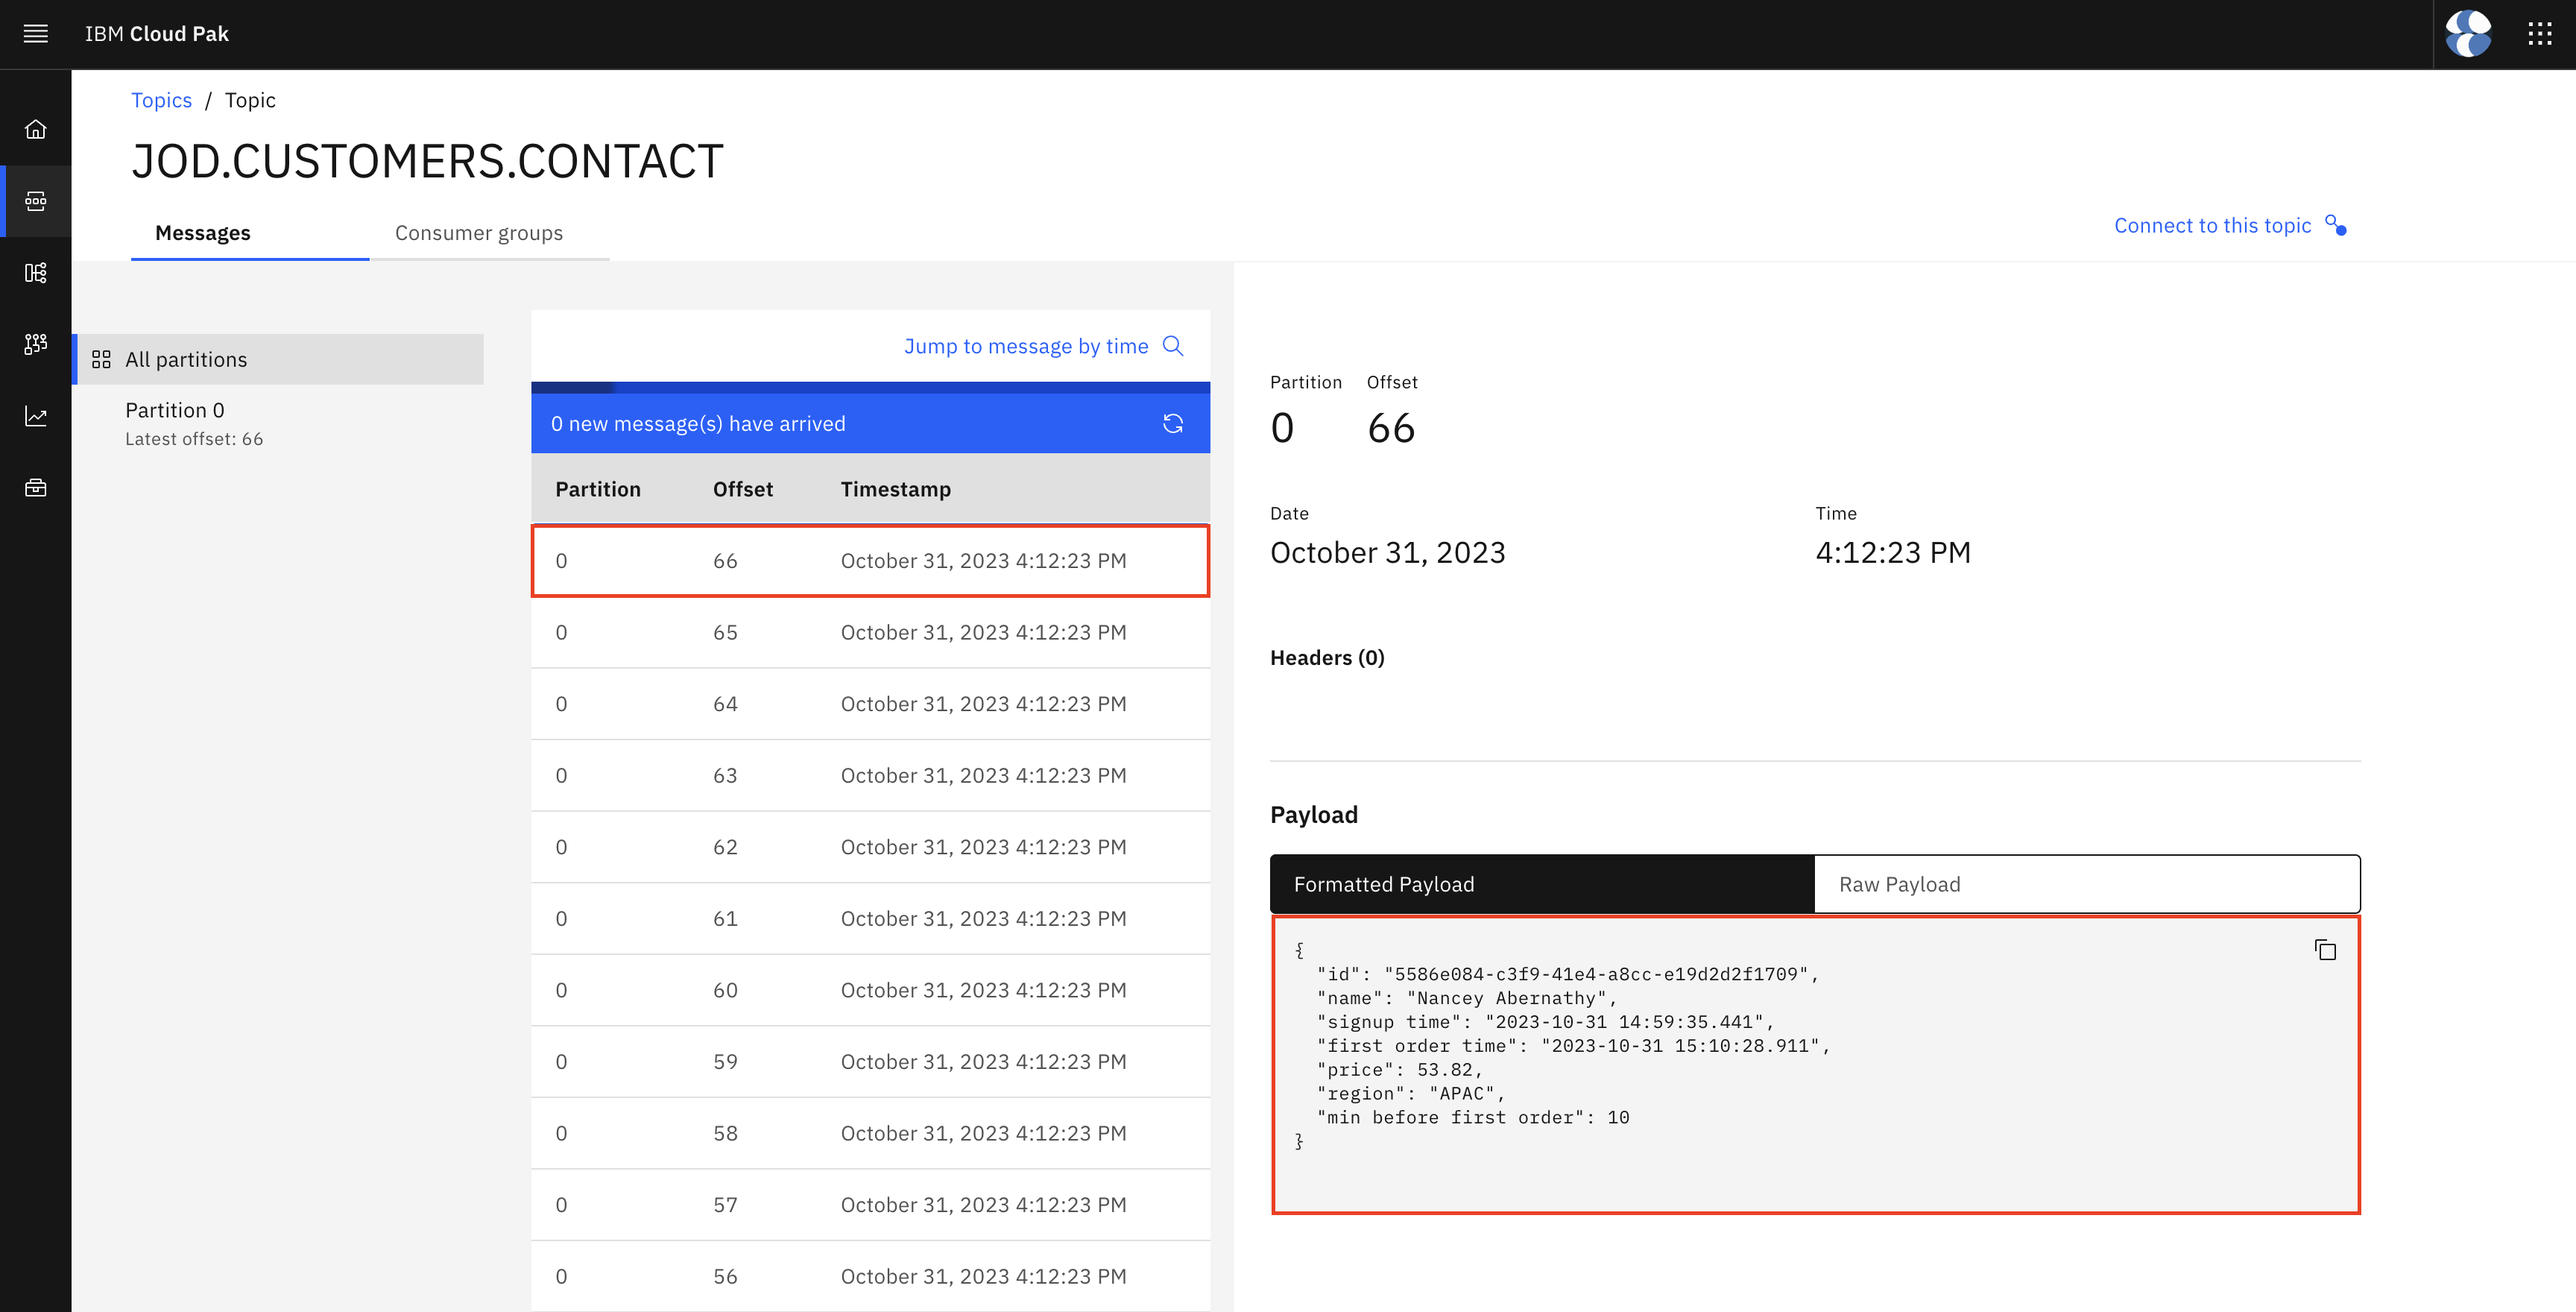 IBM Cloud Pak
Topics / Topic
JOD.CUSTOMERS.CONTACT
Messages
Consumer groups
Connect to this topic
All partitions
Partition 0
Latest offset: 66
Jump to message by time
0 new message(s) have arrived
Partition Offset Timestamp
0 66 October 31, 2023 4:12:23 PM
0 65 October 31, 2023 4:12:23 PM
0 64 October 31, 2023 4:12:23 PM
0 63 October 31, 2023 4:12:23 PM
0 62 October 31, 2023 4:12:23 PM
0 61 October 31, 2023 4:12:23 PM
0 60 October 31, 2023 4:12:23 PM
0 59 October 31, 2023 4:12:23 PM
0 58 October 31, 2023 4:12:23 PM
0 57 October 31, 2023 4:12:23 PM
0 56 October 31, 2023 4:12:23 PM
Partition Offset
0 66
Date Time
October 31, 2023 4:12:23 PM
Headers (0)
Payload
Formatted Payload Raw Payload
{
"id": "5586e084-c3f9-41e4-a8cc-e19d2d2f1709",
"name": "Nancey Abernathy",
"signup time": "2023-10-31 14:59:35.441",
"first order time": "2023-10-31 15:10:28.911",
"price": 53.82,
"region": "APAC",
"min before first order": 10
}